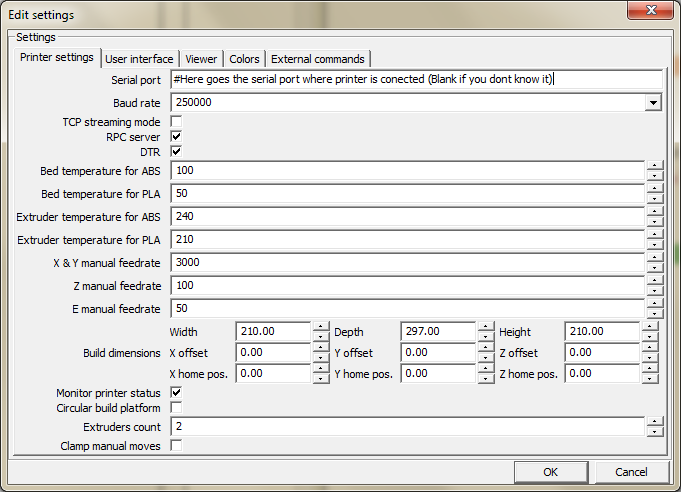 Edit settings
Settings
Printer settings User interface Viewer Colors External commands
Serial port #Here goes the serial port where printer is conected (Blank if you dont know it)
Baud rate 250000
TCP streaming mode
RPC server
DTR
Bed temperature for ABS 100
Bed temperature for PLA 50
Extruder temperature for ABS 240
Extruder temperature for PLA 210
X & Y manual feedrate 3000
Z manual feedrate 100
E manual feedrate 50
Width 210.00 Depth 297.00 Height 210.00
Build dimensions X offset 0.00 Y offset 0.00 Z offset 0.00
X home pos. 0.00 Y home pos. 0.00 Z home pos. 0.00
Monitor printer status
Circular build platform
Extruders count 2
Clamp manual moves
OK Cancel